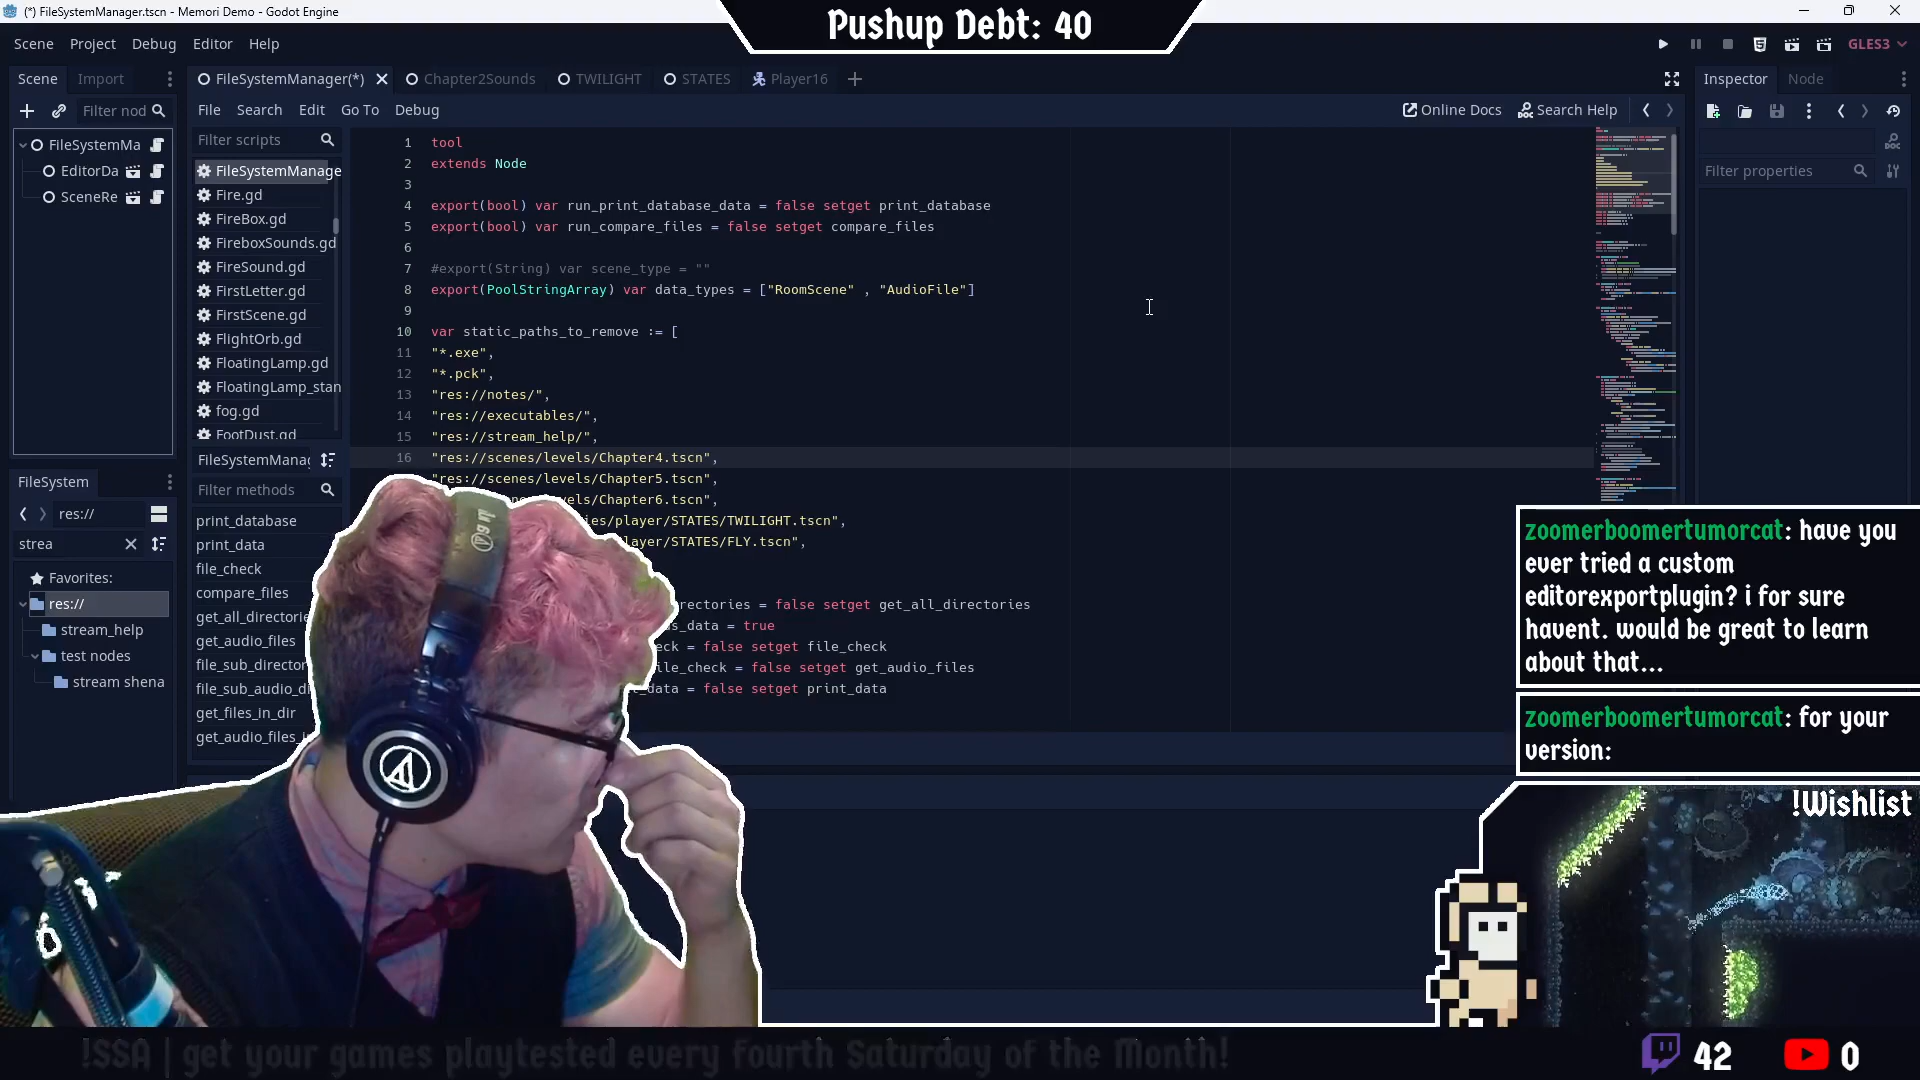 (*) FileSystemManager.tscn - Memori Demo - Godot Engine
Pushup Debt: 40
Scene Project Debug Editor Help
GLES3
Scene Import
FileSystemManager(*) Chapter2Sounds TWILIGHT STATES Player16
Inspector Node
Filter nod
File Search Edit Go To Debug
Online Docs Search Help
FileSystemMa
EditorDa
SceneRe
Filter scripts
FileSystemManage
Fire.gd
FireBox.gd
FireboxSounds.gd
FireSound.gd
FirstLetter.gd
FirstScene.gd
FlightOrb.gd
FloatingLamp.gd
FloatingLamp_stan
fog.gd
FootDust.gd
FileSystemManag
Filter methods
print_database
print_data
file_check
compare_files
get_all_directorie
get_audio_files
file_sub_director
file_sub_audio_di
get_files_in_dir
get_audio_files_i
Filter properties
FileSystem
res://
strea
Favorites:
res://
stream_help
test nodes
stream shena
1 tool
2 extends Node
3
4 export(bool) var run_print_database_data = false setget print_database
5 export(bool) var run_compare_files = false setget compare_files
6
7 #export(String) var scene_type = ""
8 export(PoolStringArray) var data_types = ["RoomScene" , "AudioFile"]
9
10 var static_paths_to_remove := [
11 "*.exe",
12 "*.pck",
13 "res://notes/",
14 "res://executables/",
15 "res://stream_help/",
16 "res://scenes/levels/Chapter4.tscn",
"res://scenes/levels/Chapter5.tscn",
vels/Chapter6.tscn",
ies/player/STATES/TWILIGHT.tscn",
layer/STATES/FLY.tscn",
rectories = false setget get_all_directories
s_data = true
eck = false setget file_check
ile_check = false setget get_audio_files
_data = false setget print_data
zoomerboomertumorcat: have you
ever tried a custom
editorexportplugin? i for sure
havent. would be great to learn
about that...
zoomerboomertumorcat: for your
version:
!Wishlist
!SSA | get your games playtested every fourth Saturday of the Month!
42
0